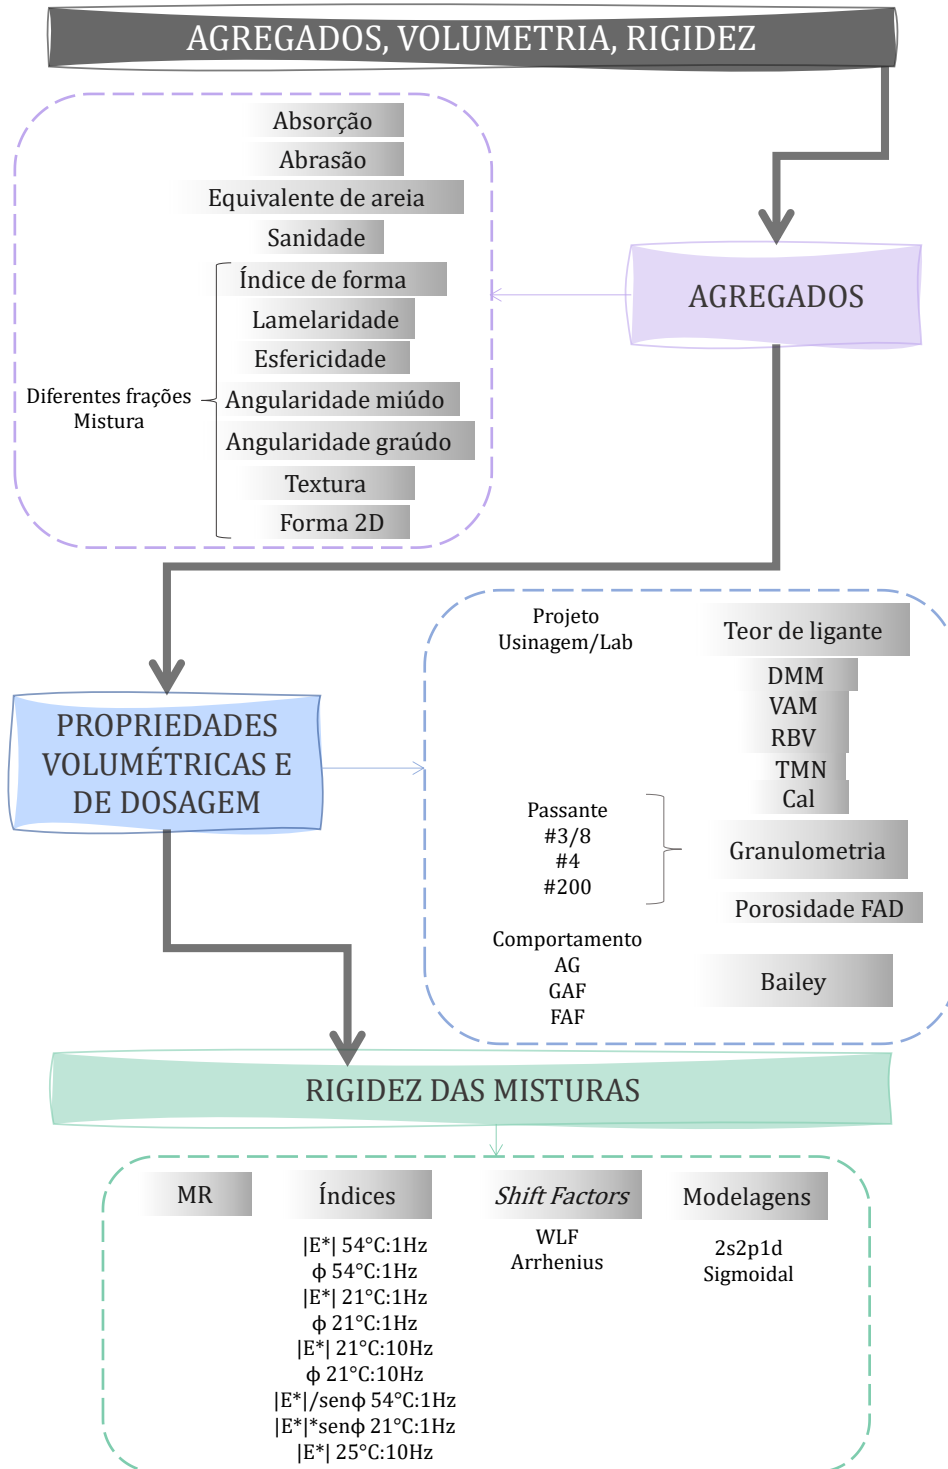 AGREGADOS, VOLUMETRIA, RIGIDEZ
AGREGADOS
Absorção
Abrasão
Equivalente de areia
Sanidade
Índice de forma
Lamelaridade
Esfericidade
Angularidade miúdo
Angularidade graúdo
Textura
Forma 2D
Diferentes frações
Mistura
PROPRIEDADES
VOLUMÉTRICAS E
DE DOSAGEM
Projeto
Usinagem/Lab
Teor de ligante
DMM
VAM
RBV
TMN
Cal
Passante
#3/8
#4
#200
Granulometria
Porosidade FAD
Comportamento
AG
GAF
FAF
Bailey
RIGIDEZ DAS MISTURAS
MR
Índices
|E*| 54°C:1Hz
ϕ 54°C:1Hz
|E*| 21°C:1Hz
ϕ 21°C:1Hz
|E*| 21°C:10Hz
ϕ 21°C:10Hz
|E*|/senϕ 54°C:1Hz
|E*|*senϕ 21°C:1Hz
|E*| 25°C:10Hz
Shift Factors
WLF
Arrhenius
Modelagens
2s2p1d
Sigmoidal